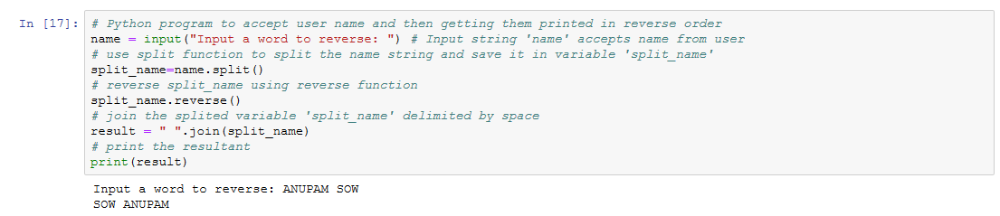 In [17]: # Python program to accept user name and then getting them printed in reverse order
name = input("Input a word to reverse: ") # Input string 'name' accepts name from user
# use split function to split the name string and save it in variable 'split_name'
split_name=name.split()
# reverse split_name using reverse function
split_name.reverse()
# join the splited variable 'split_name' delimited by space
result = " ".join(split_name)
# print the resultant
print(result)
Input a word to reverse: ANUPAM SOW
SOW ANUPAM